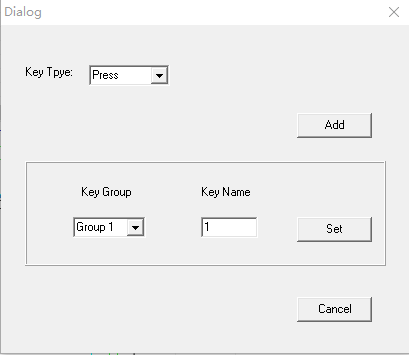 Dialog
Key Tpye: Press
Add
Key Group Key Name
Group 1 1 Set
Cancel